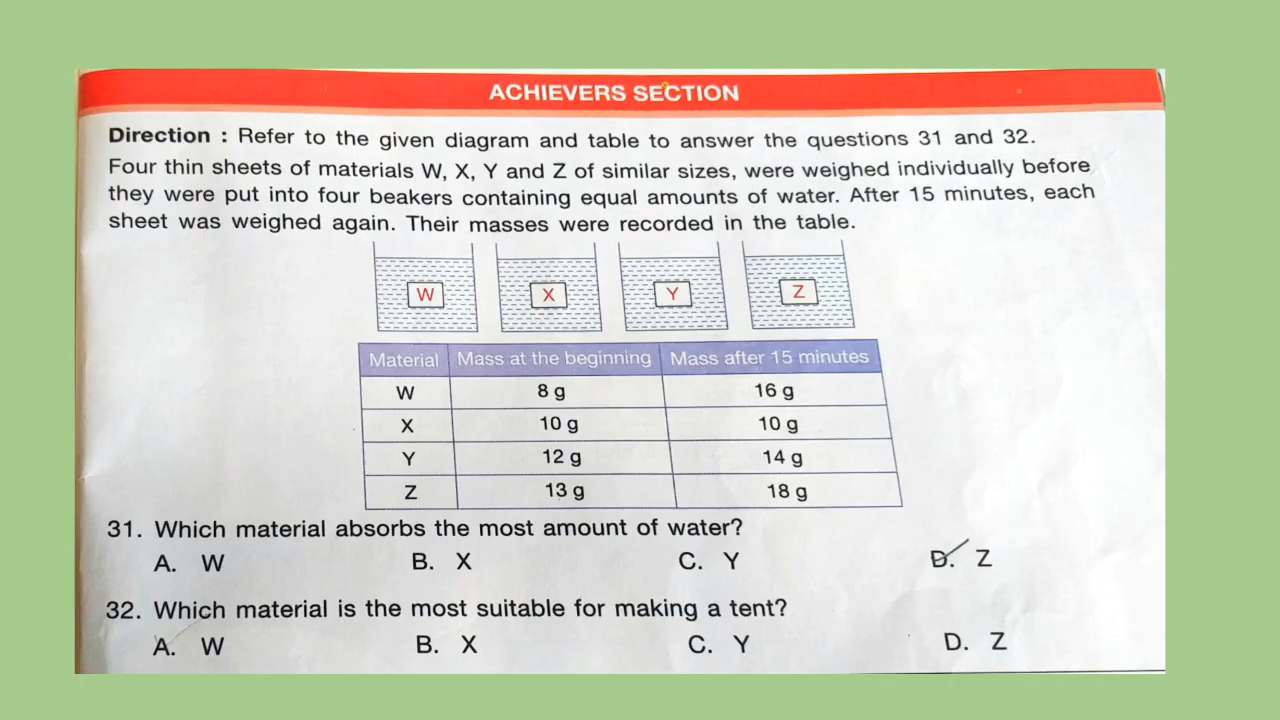 ACHIEVERS SECTION
Direction : Refer to the given diagram and table to answer the questions 31 and 32.
Four thin sheets of materials W, X, Y and Z of similar sizes, were weighed individually before
they were put into four beakers containing equal amounts of water. After 15 minutes, each
sheet was weighed again. Their masses were recorded in the table.
W X Y Z
Material Mass at the beginning Mass after 15 minutes
W 8 g 16 g
X 10 g 10 g
Y 12 g 14 g
Z 13 g 18 g
31. Which material absorbs the most amount of water?
A. W B. X C. Y D. Z
32. Which material is the most suitable for making a tent?
A. W B. X C. Y D. Z